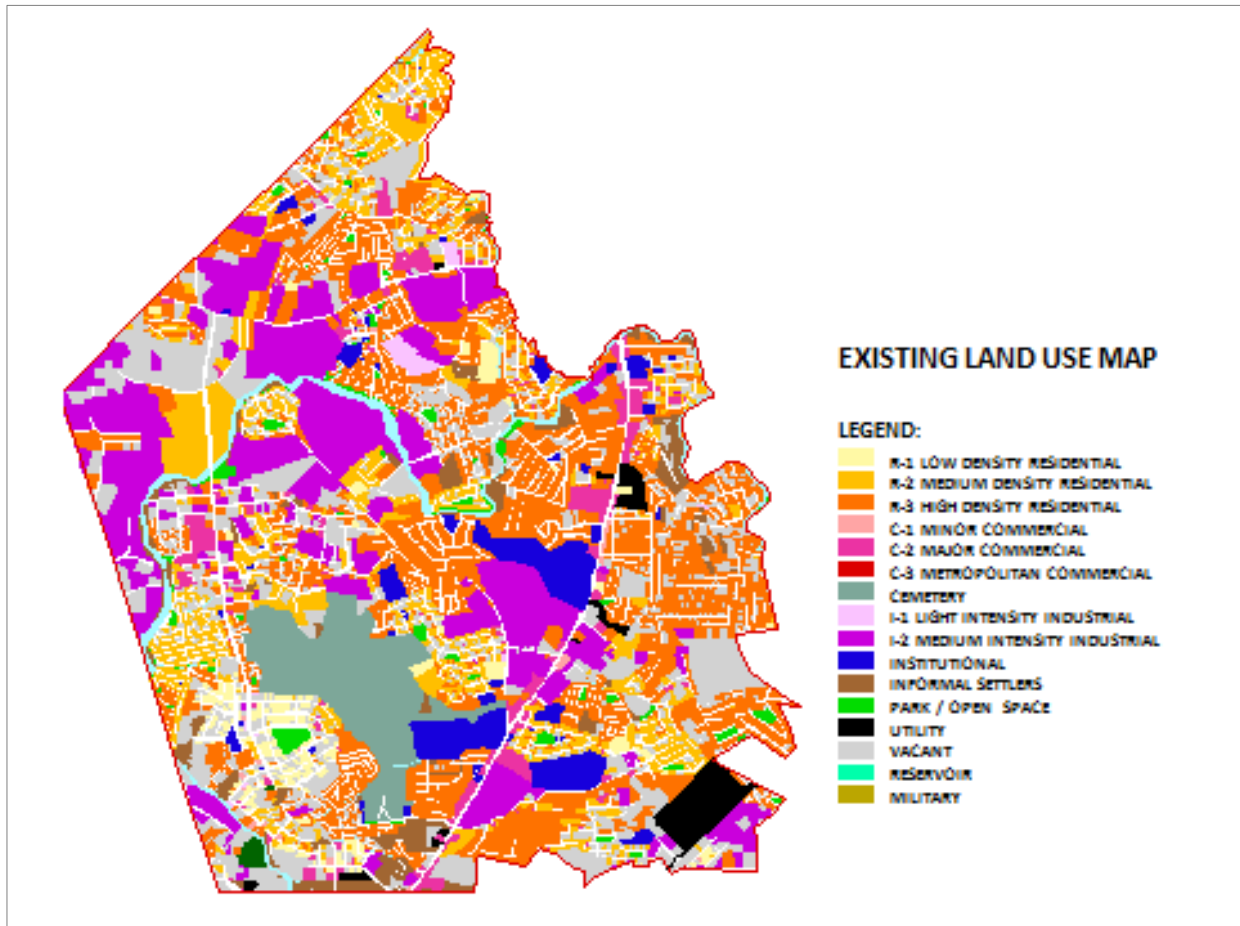 EXISTING LAND USE MAP
LEGEND:
R-1 LOW DENSITY RESIDENTIAL
R-2 MEDIUM DENSITY RESIDENTIAL
R-3 HIGH DENSITY RESIDENTIAL
C-1 MINOR COMMERCIAL
C-2 MAJOR COMMERCIAL
C-3 METROPOLITAN COMMERCIAL
CEMETERY
I-1 LIGHT INTENSITY INDUSTRIAL
I-2 MEDIUM INTENSITY INDUSTRIAL
INSTITUTIONAL
INFORMAL SETTLERS
PARK / OPEN SPACE
UTILITY
VACANT
RESERVOIR
MILITARY